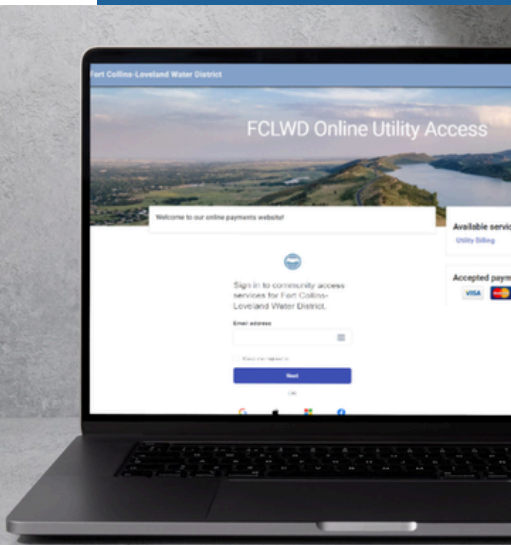 Fort Collins-Loveland Water District
FCLWD Online Utility Access
Welcome to our online payments website!
Available servic
Utility Billing
Accepted paym
VISA
Sign in to community access
services for Fort Collins-
Loveland Water District.
Email address
Next